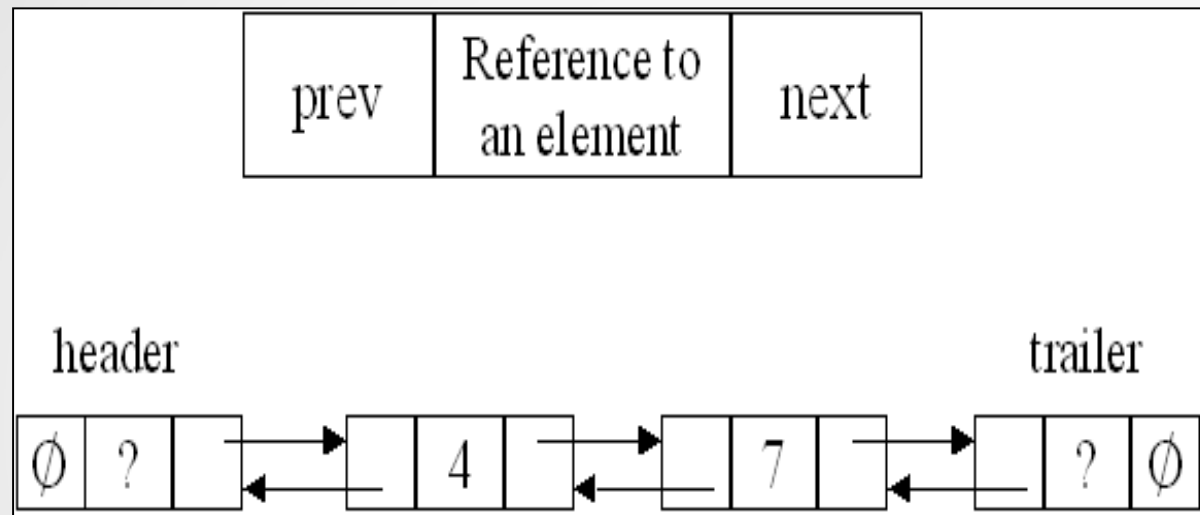 prev
Reference to
an element
next
header
trailer
∅ ? 4 7 ? ∅